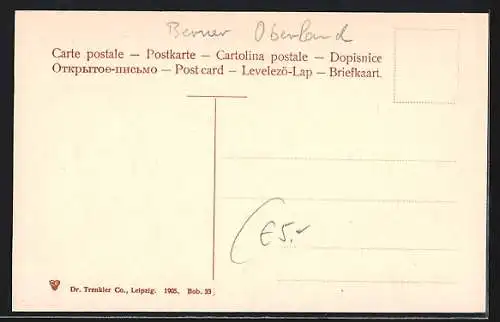 Berner Oberland
Carte postale — Postkarte — Cartolina postale — Dopisnice
Открытое-письмо — Post card — Levelezö-Lap — Briefkaart.
€5.-
Dr. Trenkler Co., Leipzig. 1905. Bob. 33